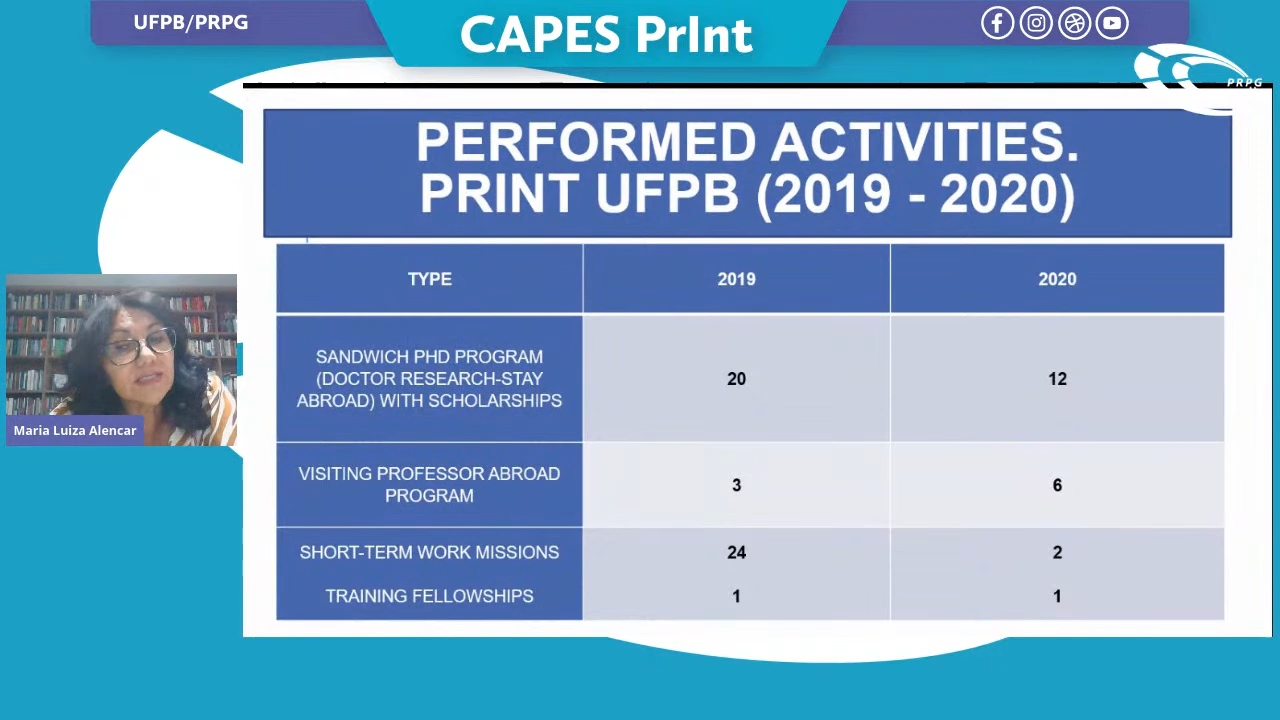 UFPB/PRPG
CAPES PrInt
PRPG
PERFORMED ACTIVITIES.
PRINT UFPB (2019 - 2020)
TYPE 2019 2020
SANDWICH PHD PROGRAM
(DOCTOR RESEARCH-STAY
ABROAD) WITH SCHOLARSHIPS
20 12
VISITING PROFESSOR ABROAD
PROGRAM
3 6
SHORT-TERM WORK MISSIONS 24 2
TRAINING FELLOWSHIPS 1 1
Maria Luiza Alencar